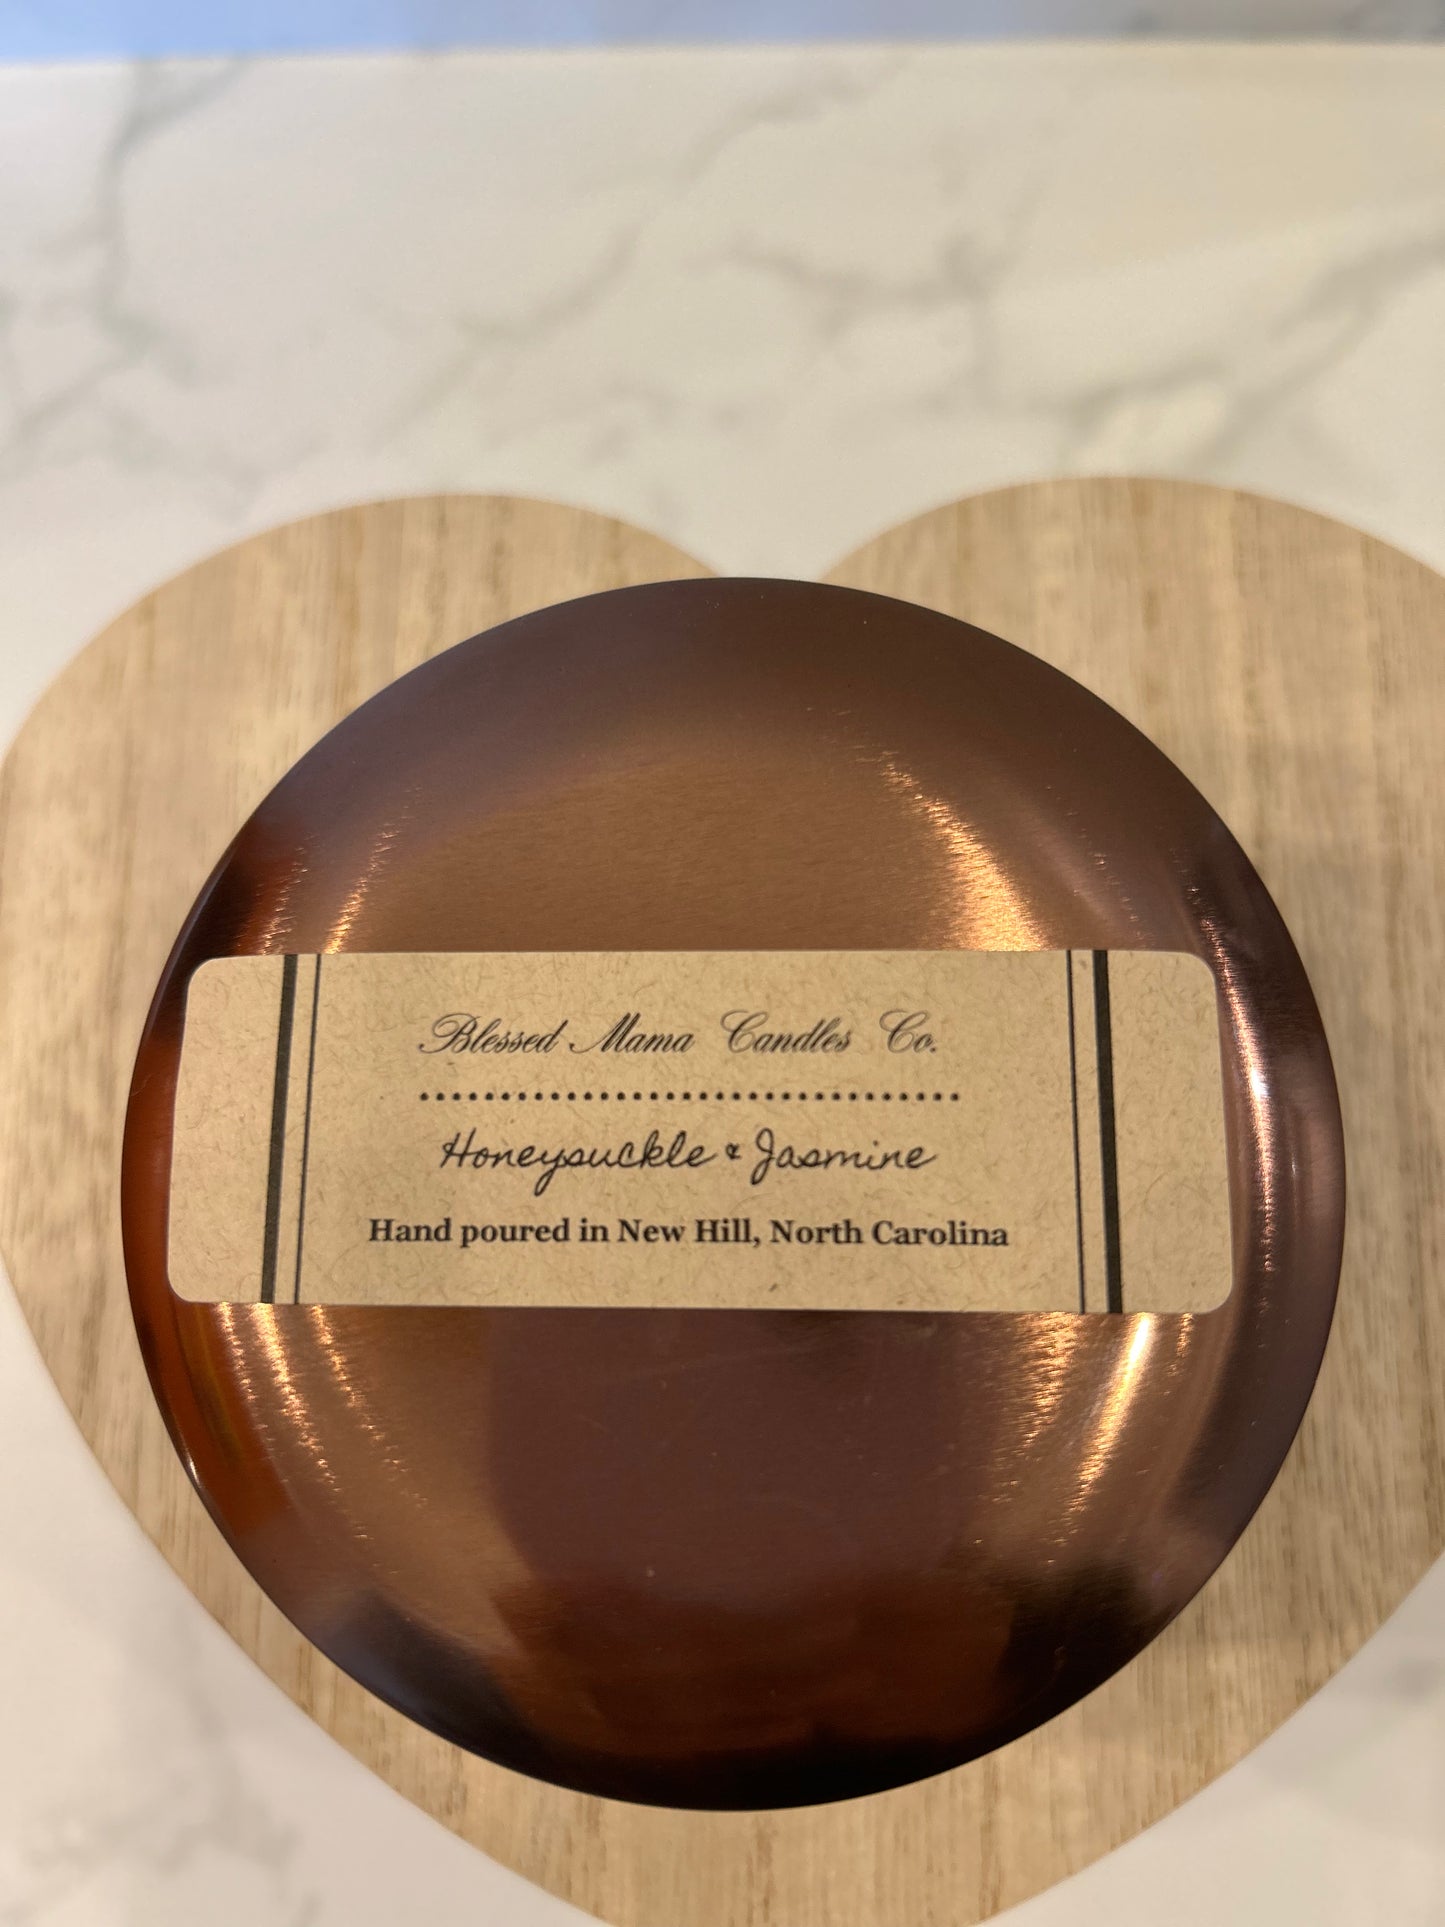 Blessed Mama Candles Co.
Honeysuckle & Jasmine
Hand poured in New Hill, North Carolina